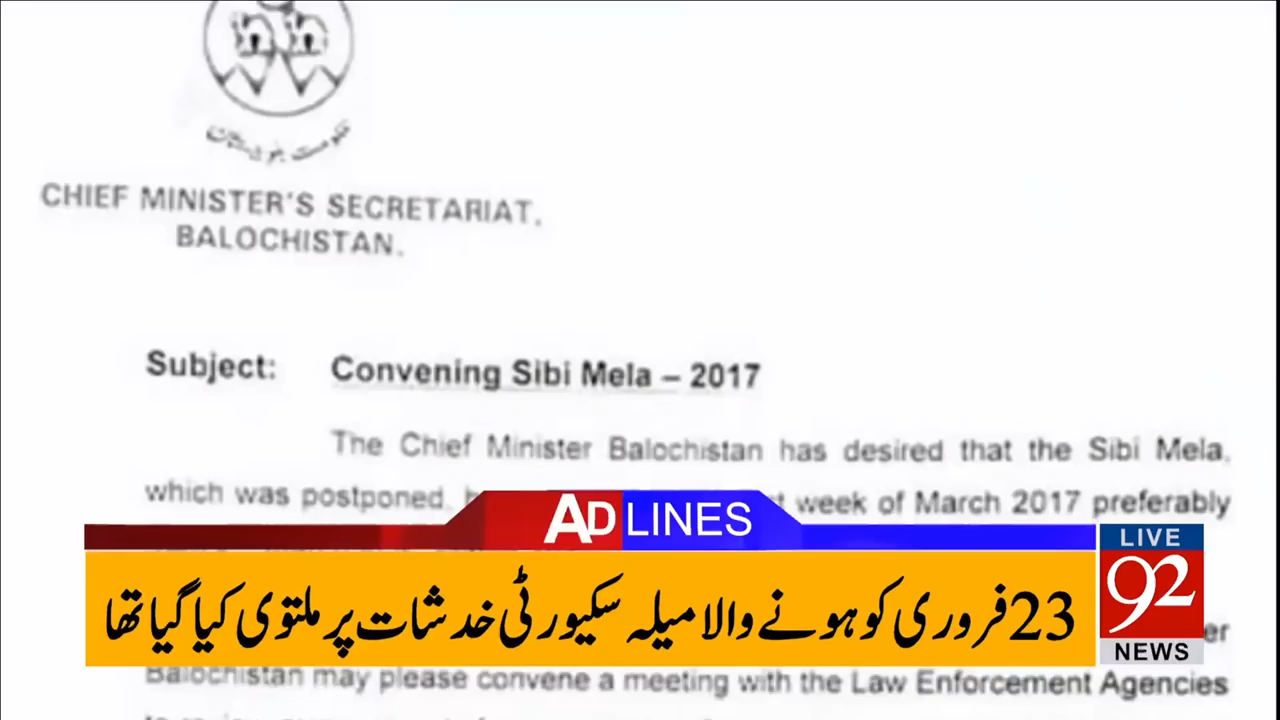 حکومت بلوچستان
CHIEF MINISTER'S SECRETARIAT,
BALOCHISTAN.
Subject: Convening Sibi Mela – 2017
The Chief Minister Balochistan has desired that the Sibi Mela,
which was postponed, week of March 2017 preferably
AD LINES
LIVE
92
NEWS
23 فروری کو ہونے والا میلہ سکیورٹی خدشات پر ملتوی کیا گیا تھا
Balochistan may please convene a meeting with the Law Enforcement Agencies